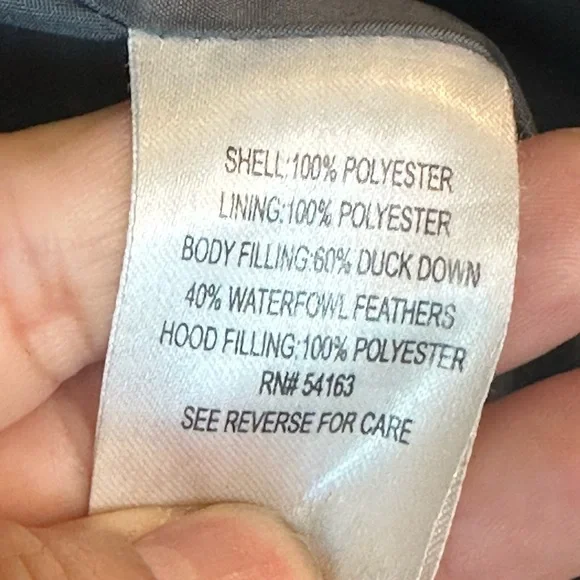 SHELL:100% POLYESTER
LINING:100% POLYESTER
BODY FILLING:60% DUCK DOWN
40% WATERFOWL FEATHERS
HOOD FILLING:100% POLYESTER
RN# 54163
SEE REVERSE FOR CARE